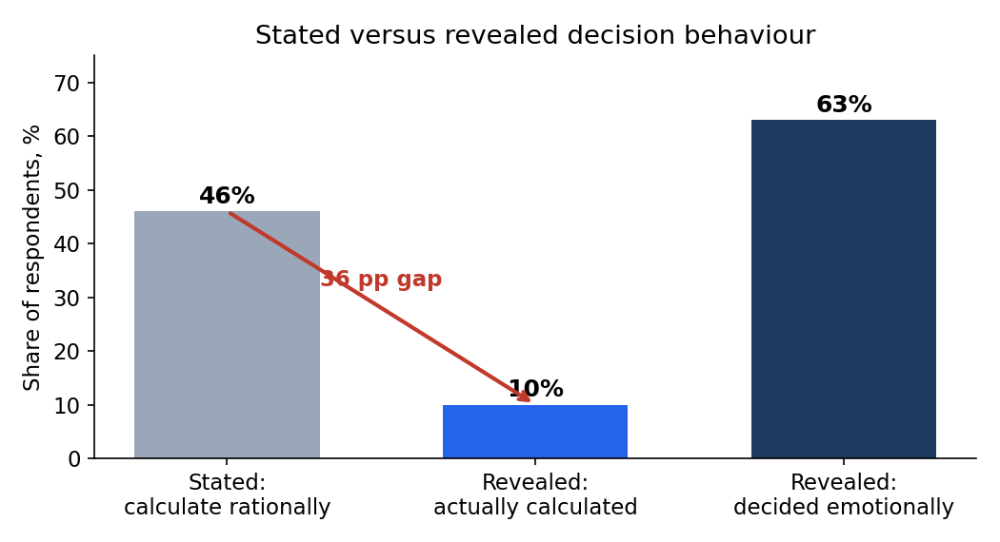 Stated versus revealed decision behaviour
Share of respondents, %
70
60
50
40
30
20
10
0
46%
36 pp gap
10%
63%
Stated:
calculate rationally
Revealed:
actually calculated
Revealed:
decided emotionally